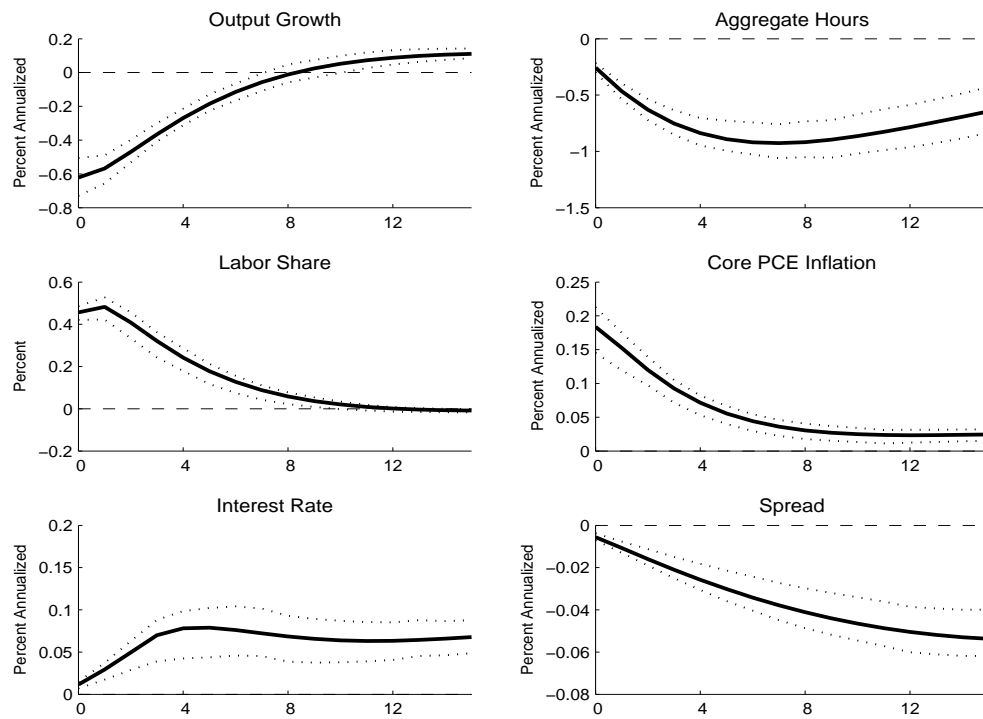 Output Growth
Percent Annualized
0.2
0
−0.2
−0.4
−0.6
−0.8
0 4 8 12
Aggregate Hours
Percent Annualized
0
−0.5
−1
−1.5
0 4 8 12
Labor Share
Percent
0.6
0.4
0.2
0
−0.2
0 4 8 12
Core PCE Inflation
Percent Annualized
0.25
0.2
0.15
0.1
0.05
0
0 4 8 12
Interest Rate
Percent Annualized
0.2
0.15
0.1
0.05
0
0 4 8 12
Spread
Percent Annualized
0
−0.02
−0.04
−0.06
−0.08
0 4 8 12